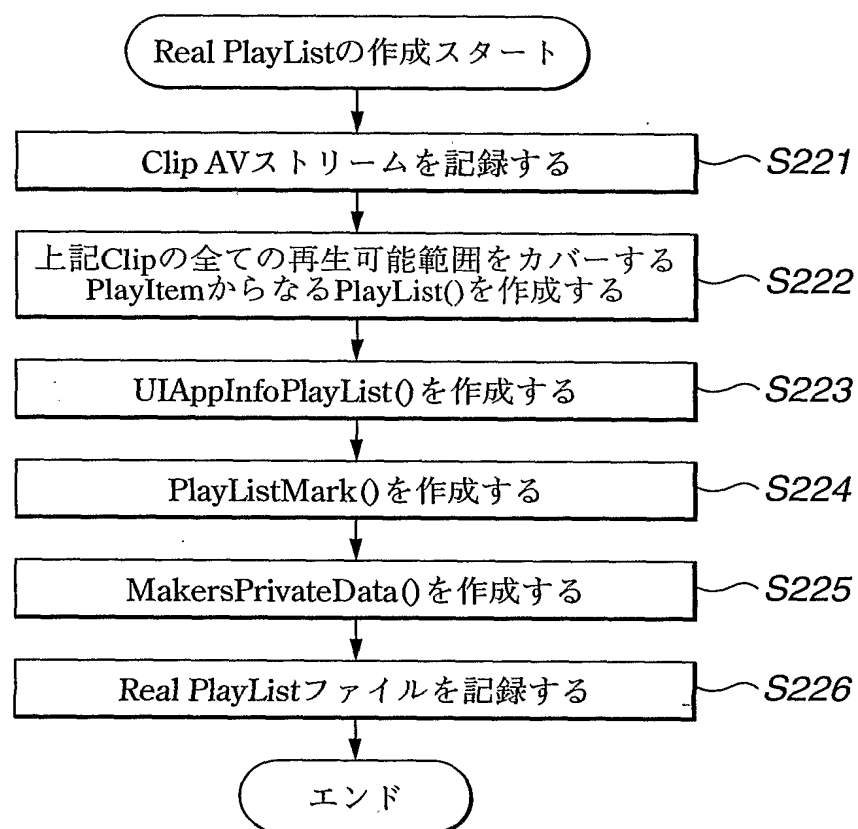 Real PlayListの作成スタート
Clip AVストリームを記録する
S221
上記Clipの全ての再生可能範囲をカバーする
PlayItemからなるPlayList()を作成する
S222
UIAppInfoPlayList()を作成する
S223
PlayListMark()を作成する
S224
MakersPrivateData()を作成する
S225
Real PlayListファイルを記録する
S226
エンド